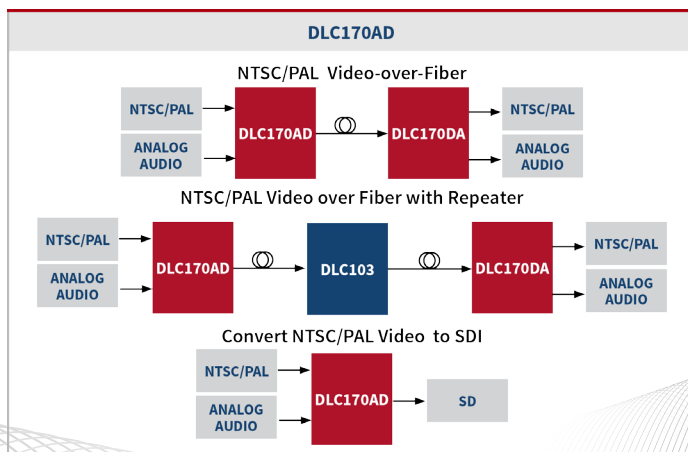 DLC170AD
NTSC/PAL Video-over-Fiber
NTSC/PAL
ANALOG
AUDIO
DLC170AD
DLC170DA
NTSC/PAL
ANALOG
AUDIO
NTSC/PAL Video over Fiber with Repeater
NTSC/PAL
ANALOG
AUDIO
DLC170AD
DLC103
DLC170DA
NTSC/PAL
ANALOG
AUDIO
Convert NTSC/PAL Video to SDI
NTSC/PAL
ANALOG
AUDIO
DLC170AD
SD